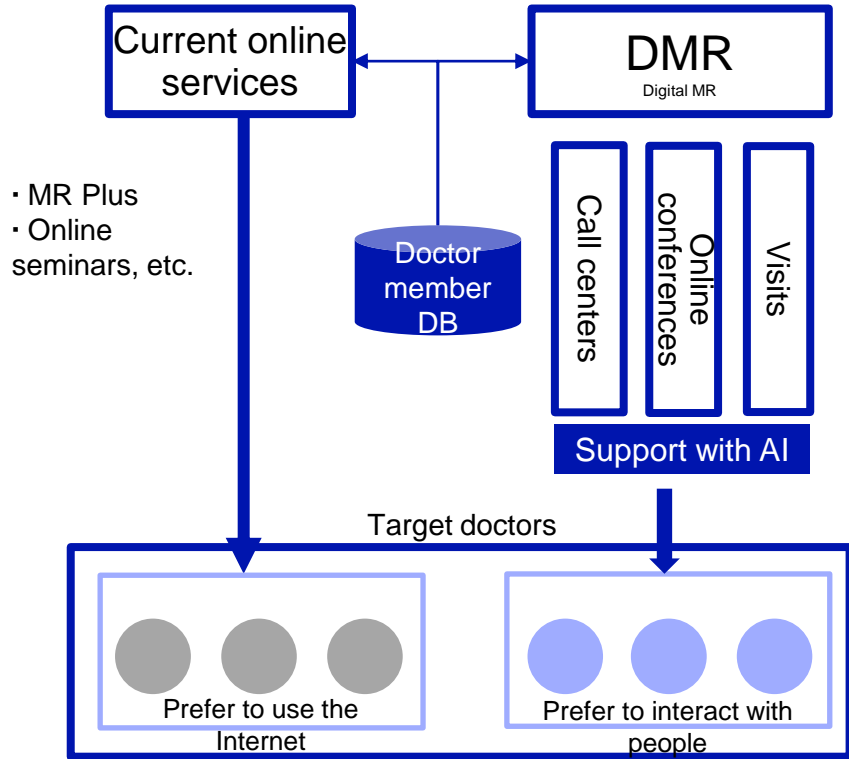 Current online
services
DMR
Digital MR
· MR Plus
· Online
seminars, etc.
Doctor
member
DB
Call centers
Online
conferences
Visits
Support with AI
Target doctors
Prefer to use the
Internet
Prefer to interact with
people